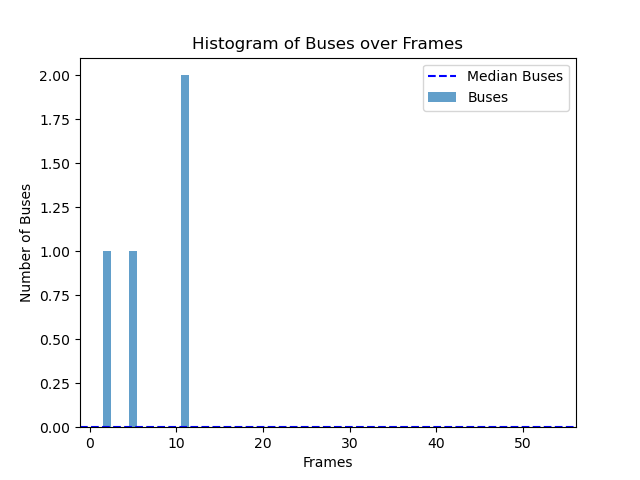 Histogram of Buses over Frames
Median Buses
Buses
2.00
1.75
1.50
1.25
1.00
0.75
0.50
0.25
0.00
Number of Buses
0 10 20 30 40 50
Frames